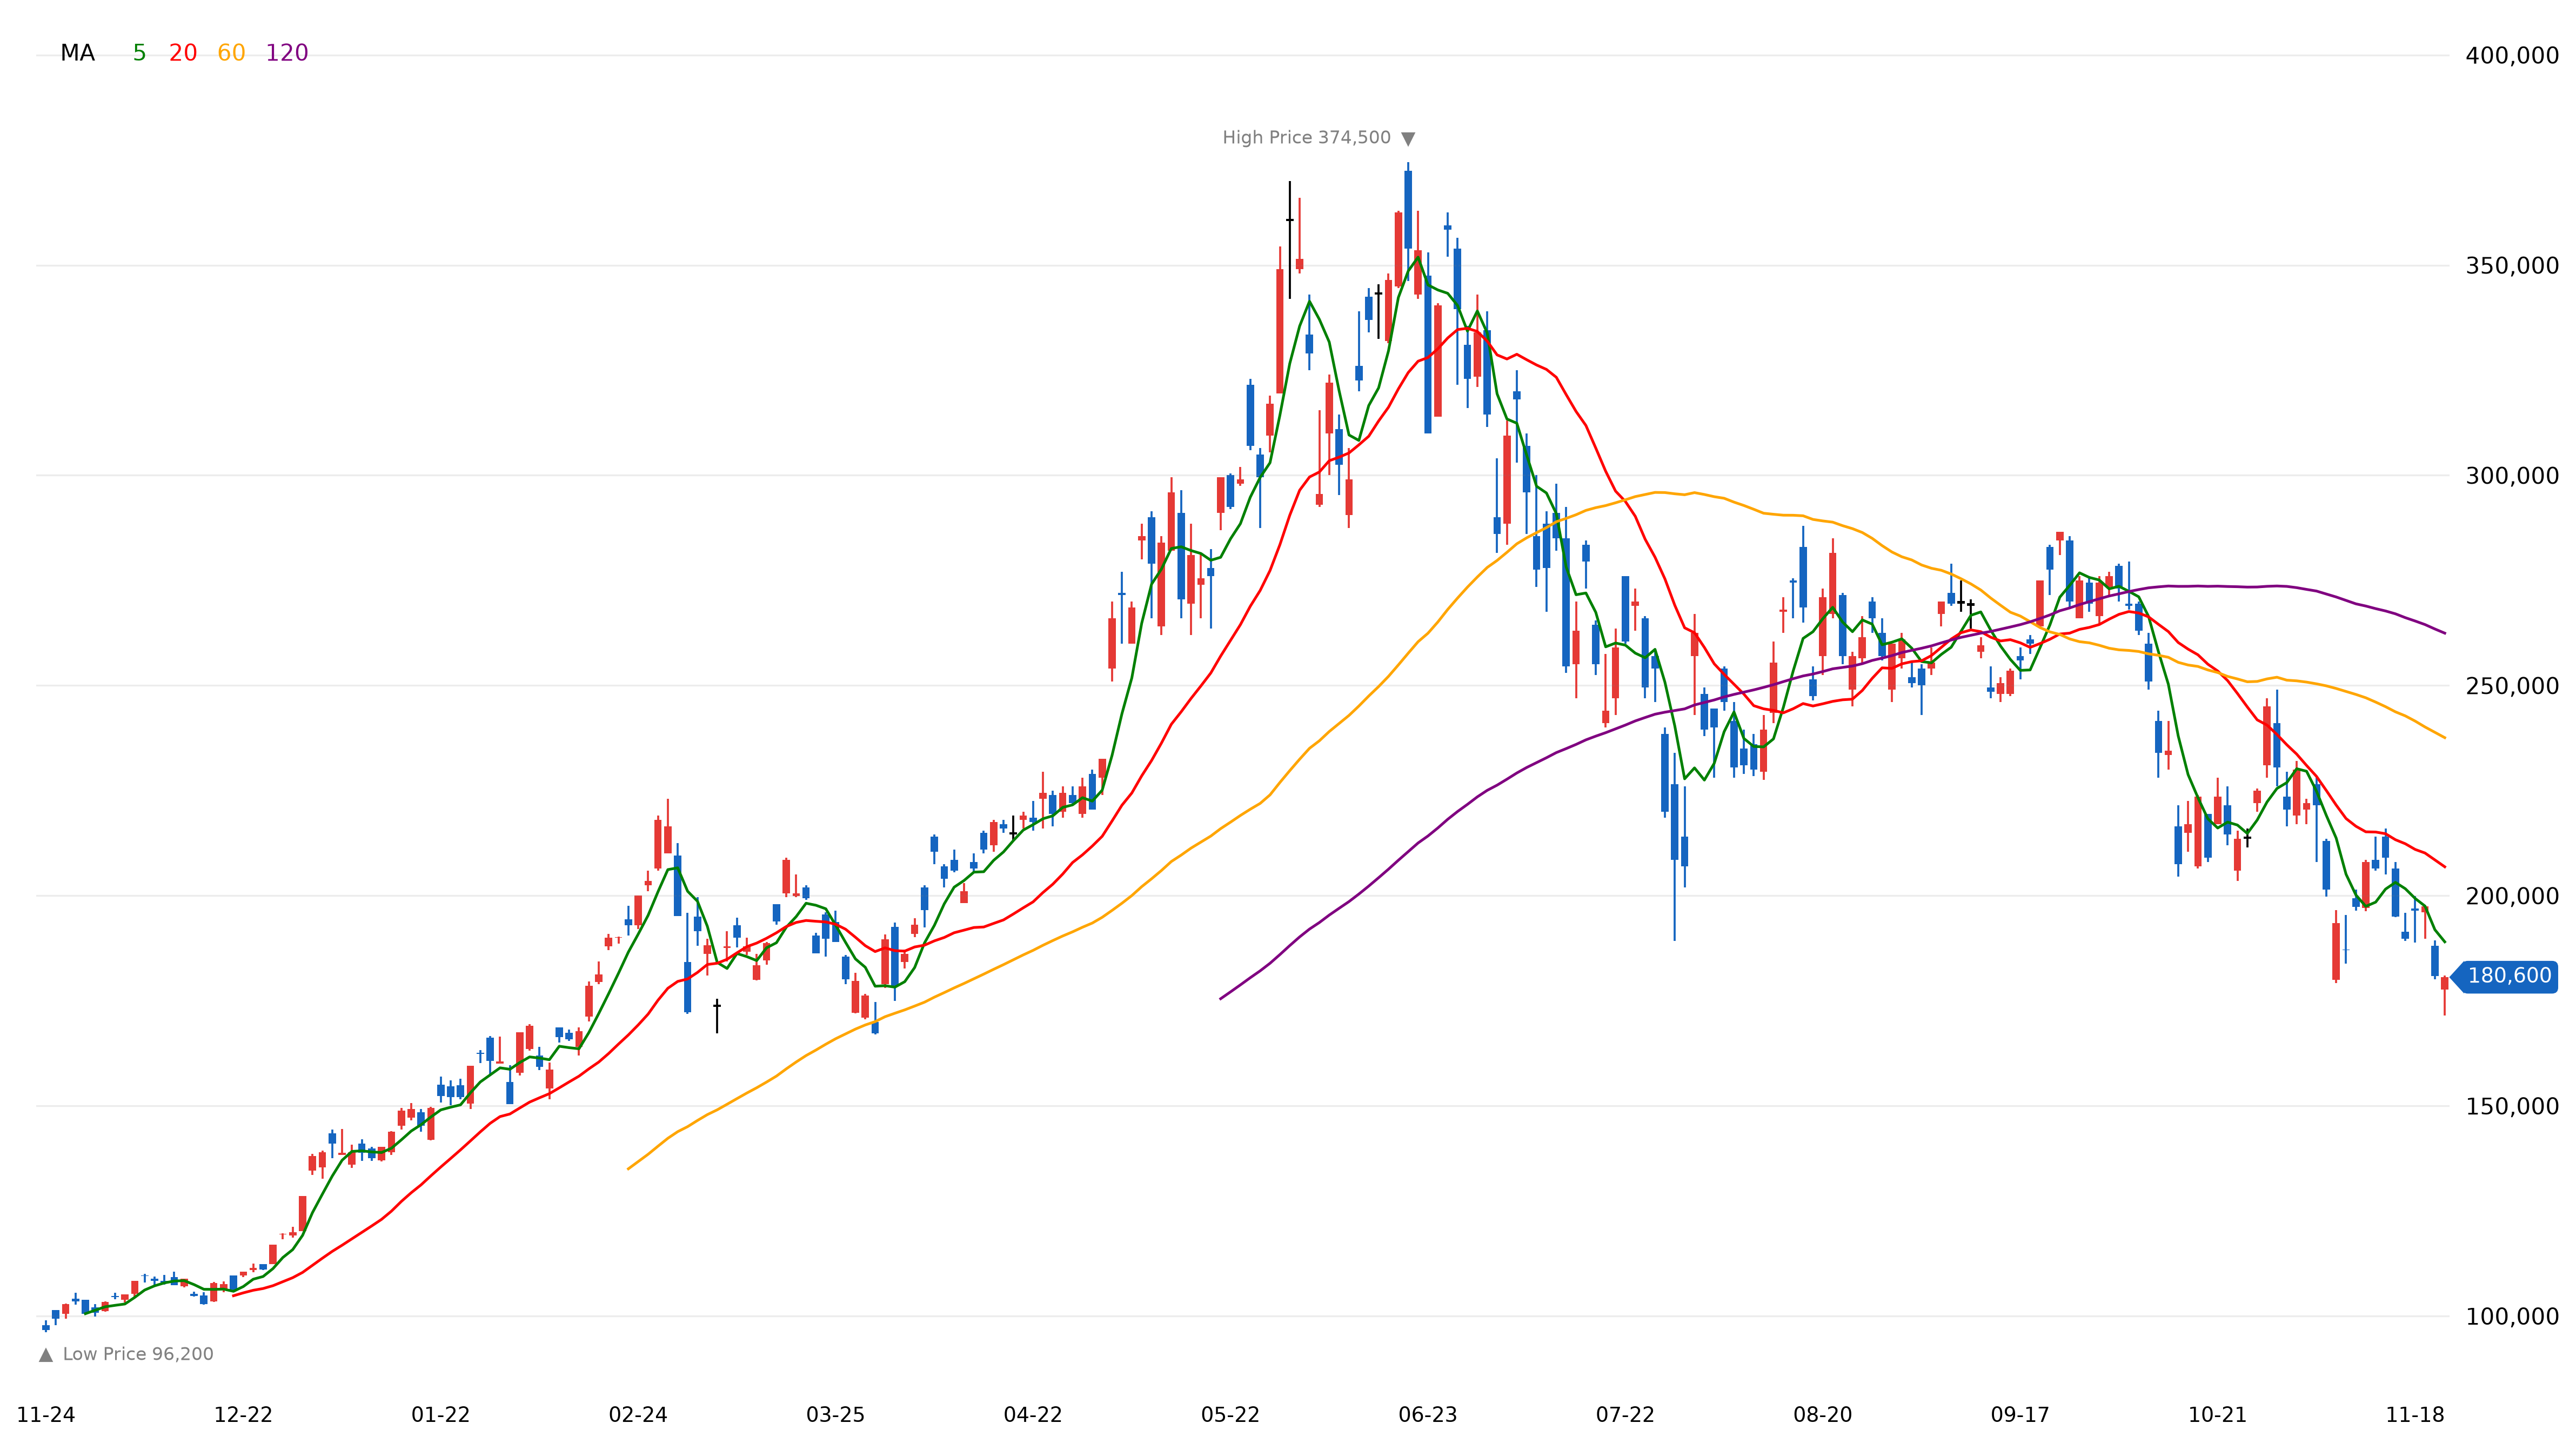 MA 5 20 60 120
400,000
High Price 374,500 ▼
350,000
300,000
250,000
200,000
180,600
150,000
100,000
▲ Low Price 96,200
11-24 12-22 01-22 02-24 03-25 04-22 05-22 06-23 07-22 08-20 09-17 10-21 11-18